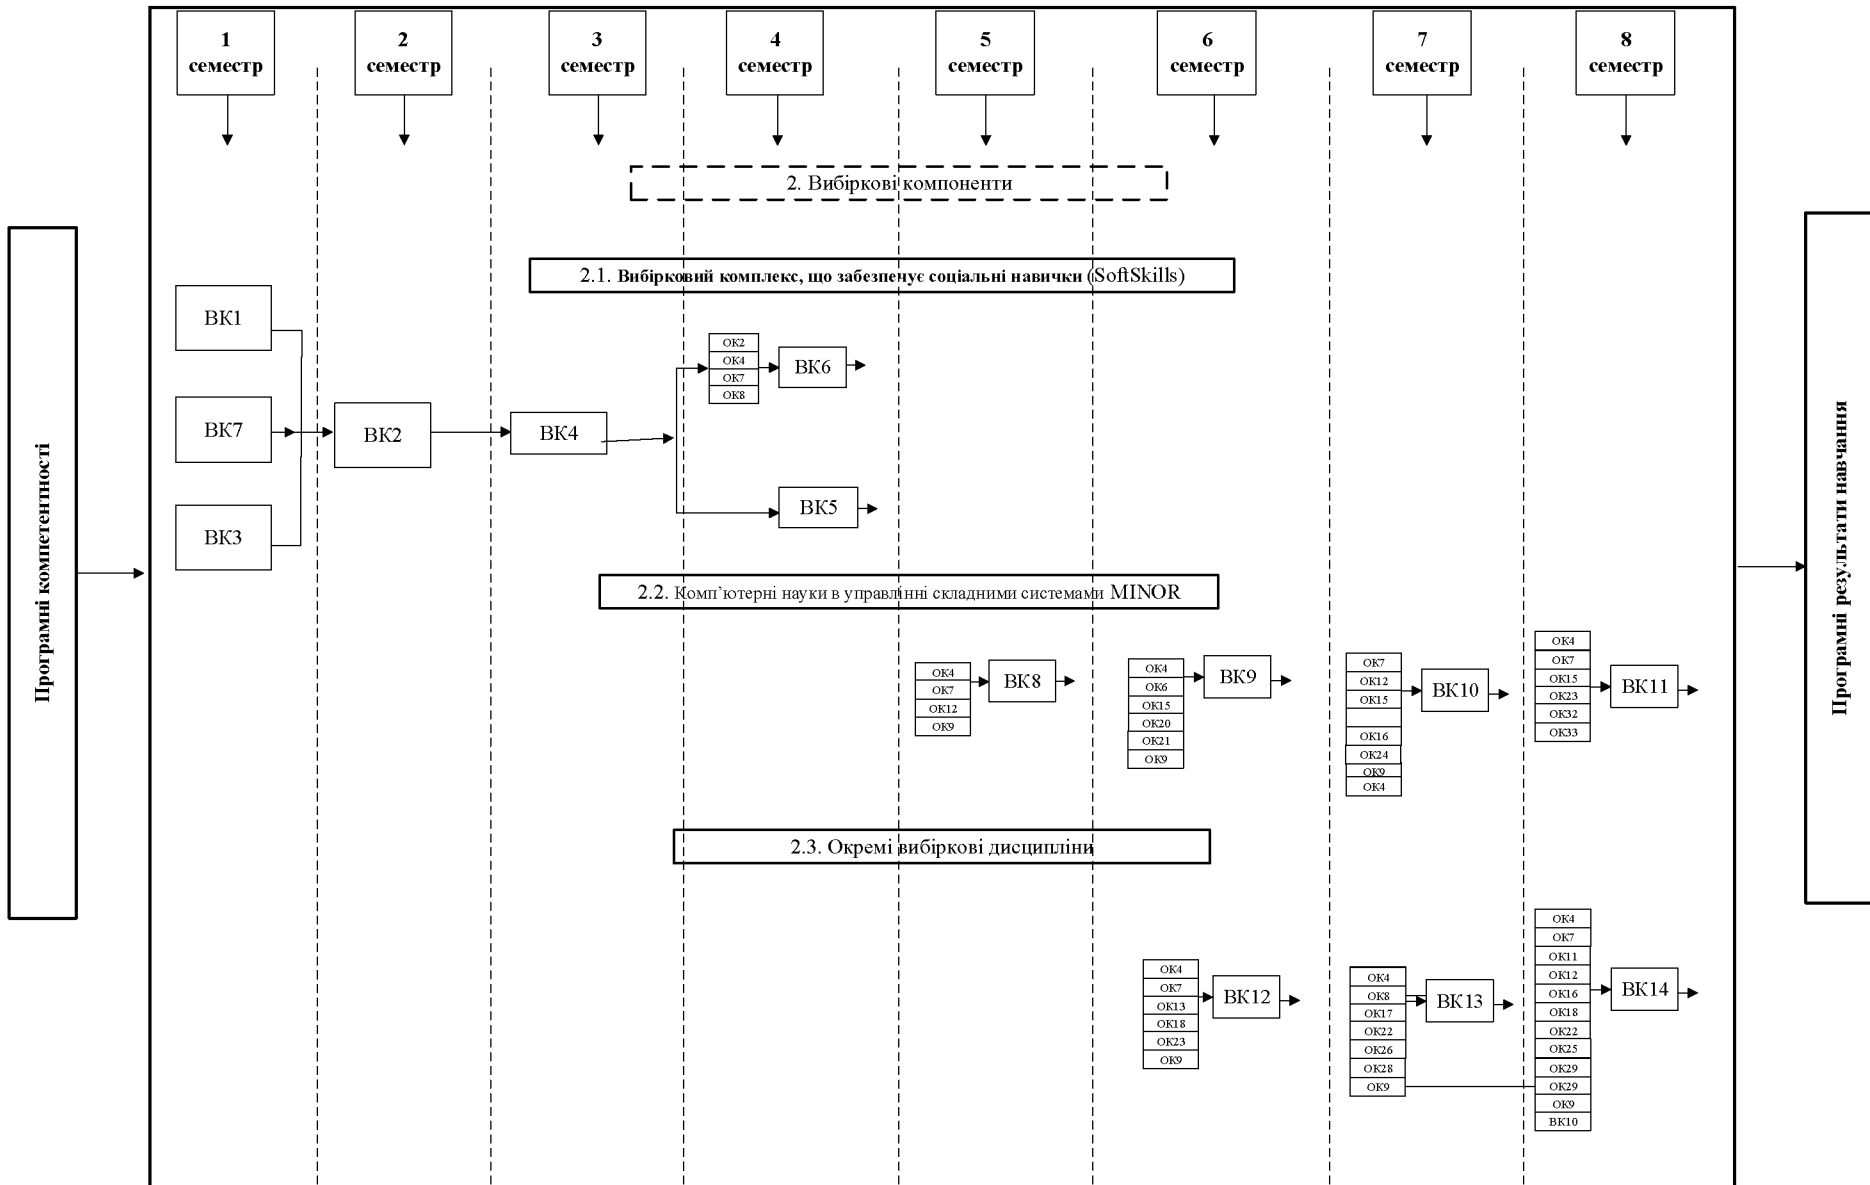 1
семестр
2
семестр
3
семестр
4
семестр
5
семестр
6
семестр
7
семестр
8
семестр
2. Вибіркові компоненти
Програмні компетентності
Програмні результати навчання
2.1. Вибірковий комплекс, що забезпечує соціальні навички (SoftSkills)
ВК1
ВК7
ВК3
ВК2
ВК4
ОК2
ОК4
ОК7
ОК8
ВК6
ВК5
2.2. Комп’ютерні науки в управлінні складними системами MINOR
ОК4
ОК7
ОК12
ОК9
ВК8
ОК4
ОК6
ОК15
ОК20
ОК21
ОК9
ВК9
ОК7
ОК12
ОК15
ОК16
ОК24
ОК9
ОК4
ВК10
ОК4
ОК7
ОК15
ОК23
ОК32
ОК33
ВК11
2.3. Окремі вибіркові дисципліни
ОК4
ОК7
ОК13
ОК18
ОК23
ОК9
ВК12
ОК4
ОК8
ОК17
ОК22
ОК26
ОК28
ОК9
ВК13
ОК4
ОК7
ОК11
ОК12
ОК16
ОК18
ОК22
ОК25
ОК29
ОК29
ОК9
ВК10
ВК14